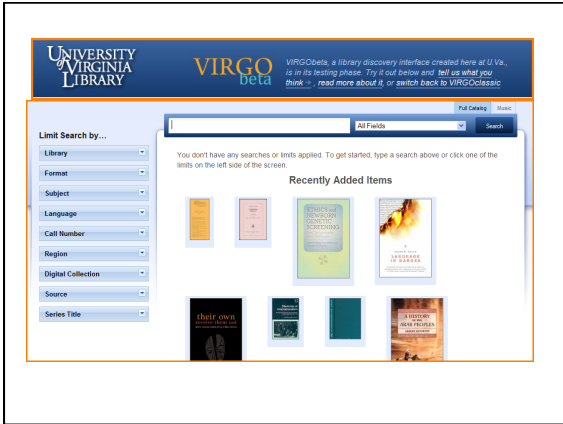 UNIVERSITY
of VIRGINIA
LIBRARY
VIRGO
beta
VIRGObeta, a library discovery interface created here at U.Va.,
is in its testing phase. Try it out below and tell us what you
think→, read more about it, or switch back to VIRGOclassic
Full Catalog Music
All Fields Search
Limit Search by...
Library
Format
Subject
Language
Call Number
Region
Digital Collection
Source
Series Title
You don't have any searches or limits applied. To get started, type a search above or click one of the
limits on the left side of the screen.
Recently Added Items
ETHICS and
NEWBORN
GENETIC
SCREENING
LANGUAGE
IN DANGER
their own
receive them not
A HISTORY
OF THE
ARAB PEOPLES